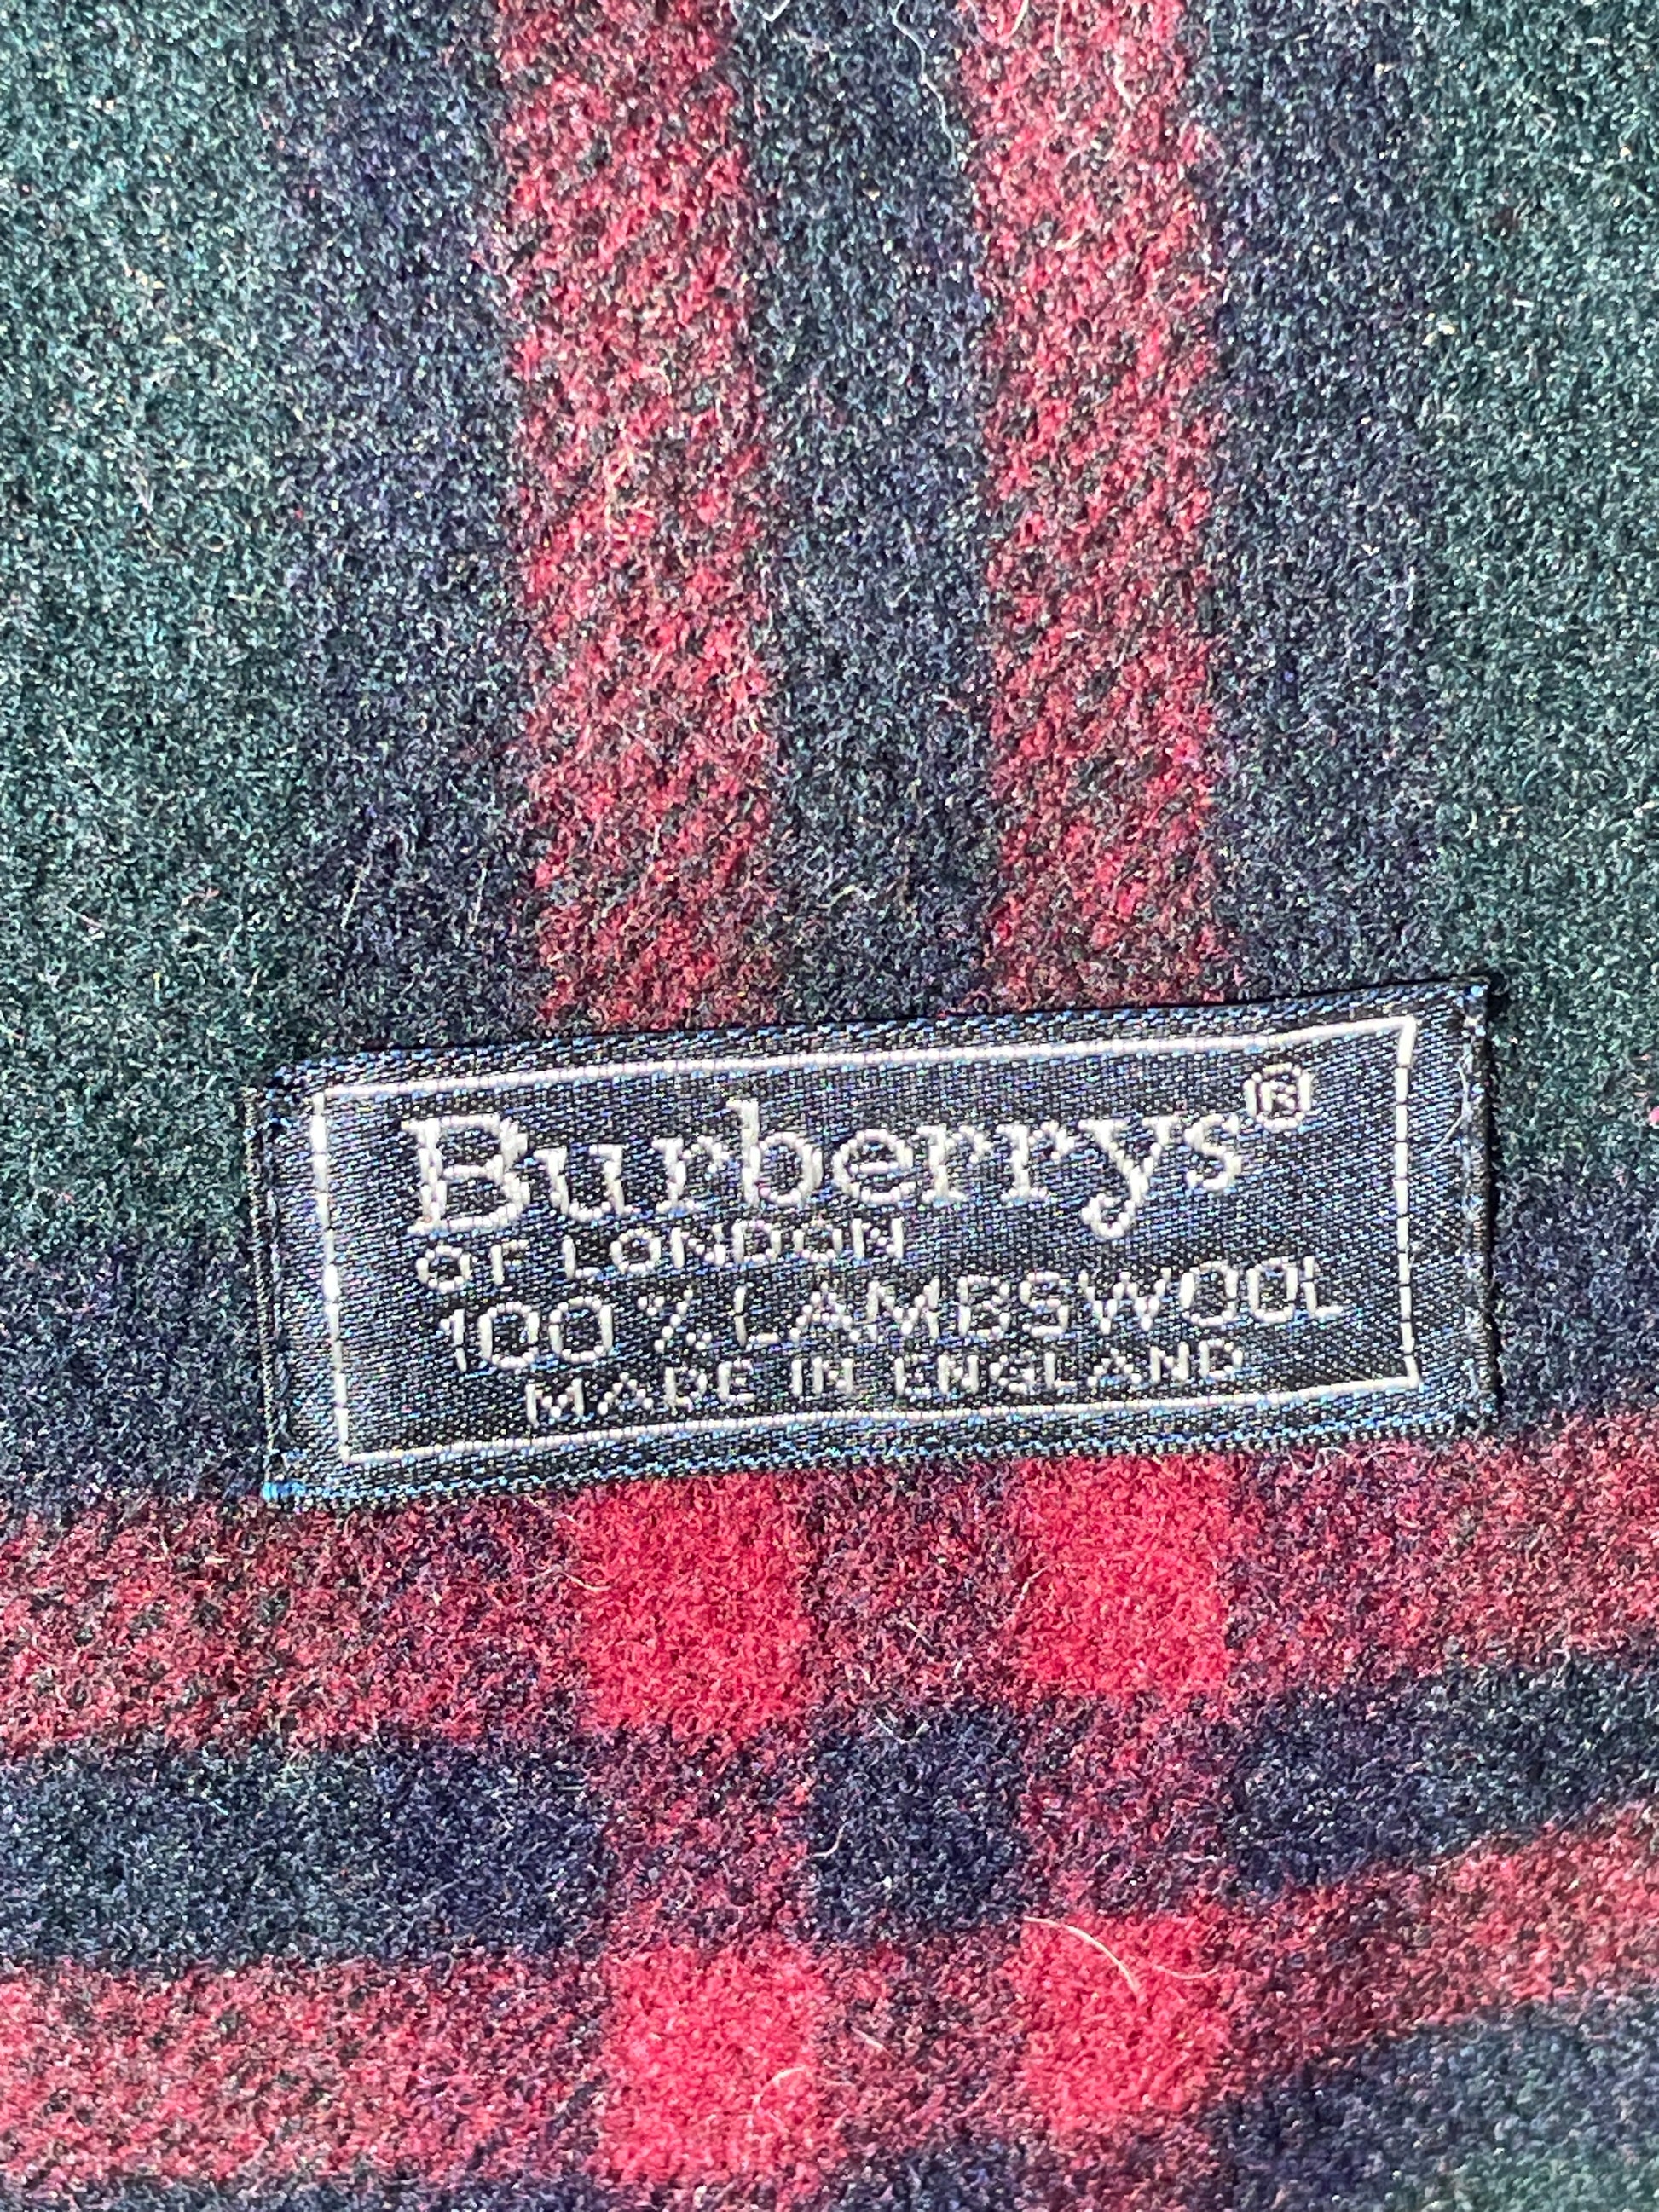 Burberrys®
OF LONDON
100% LAMBSWOOL
MADE IN ENGLAND